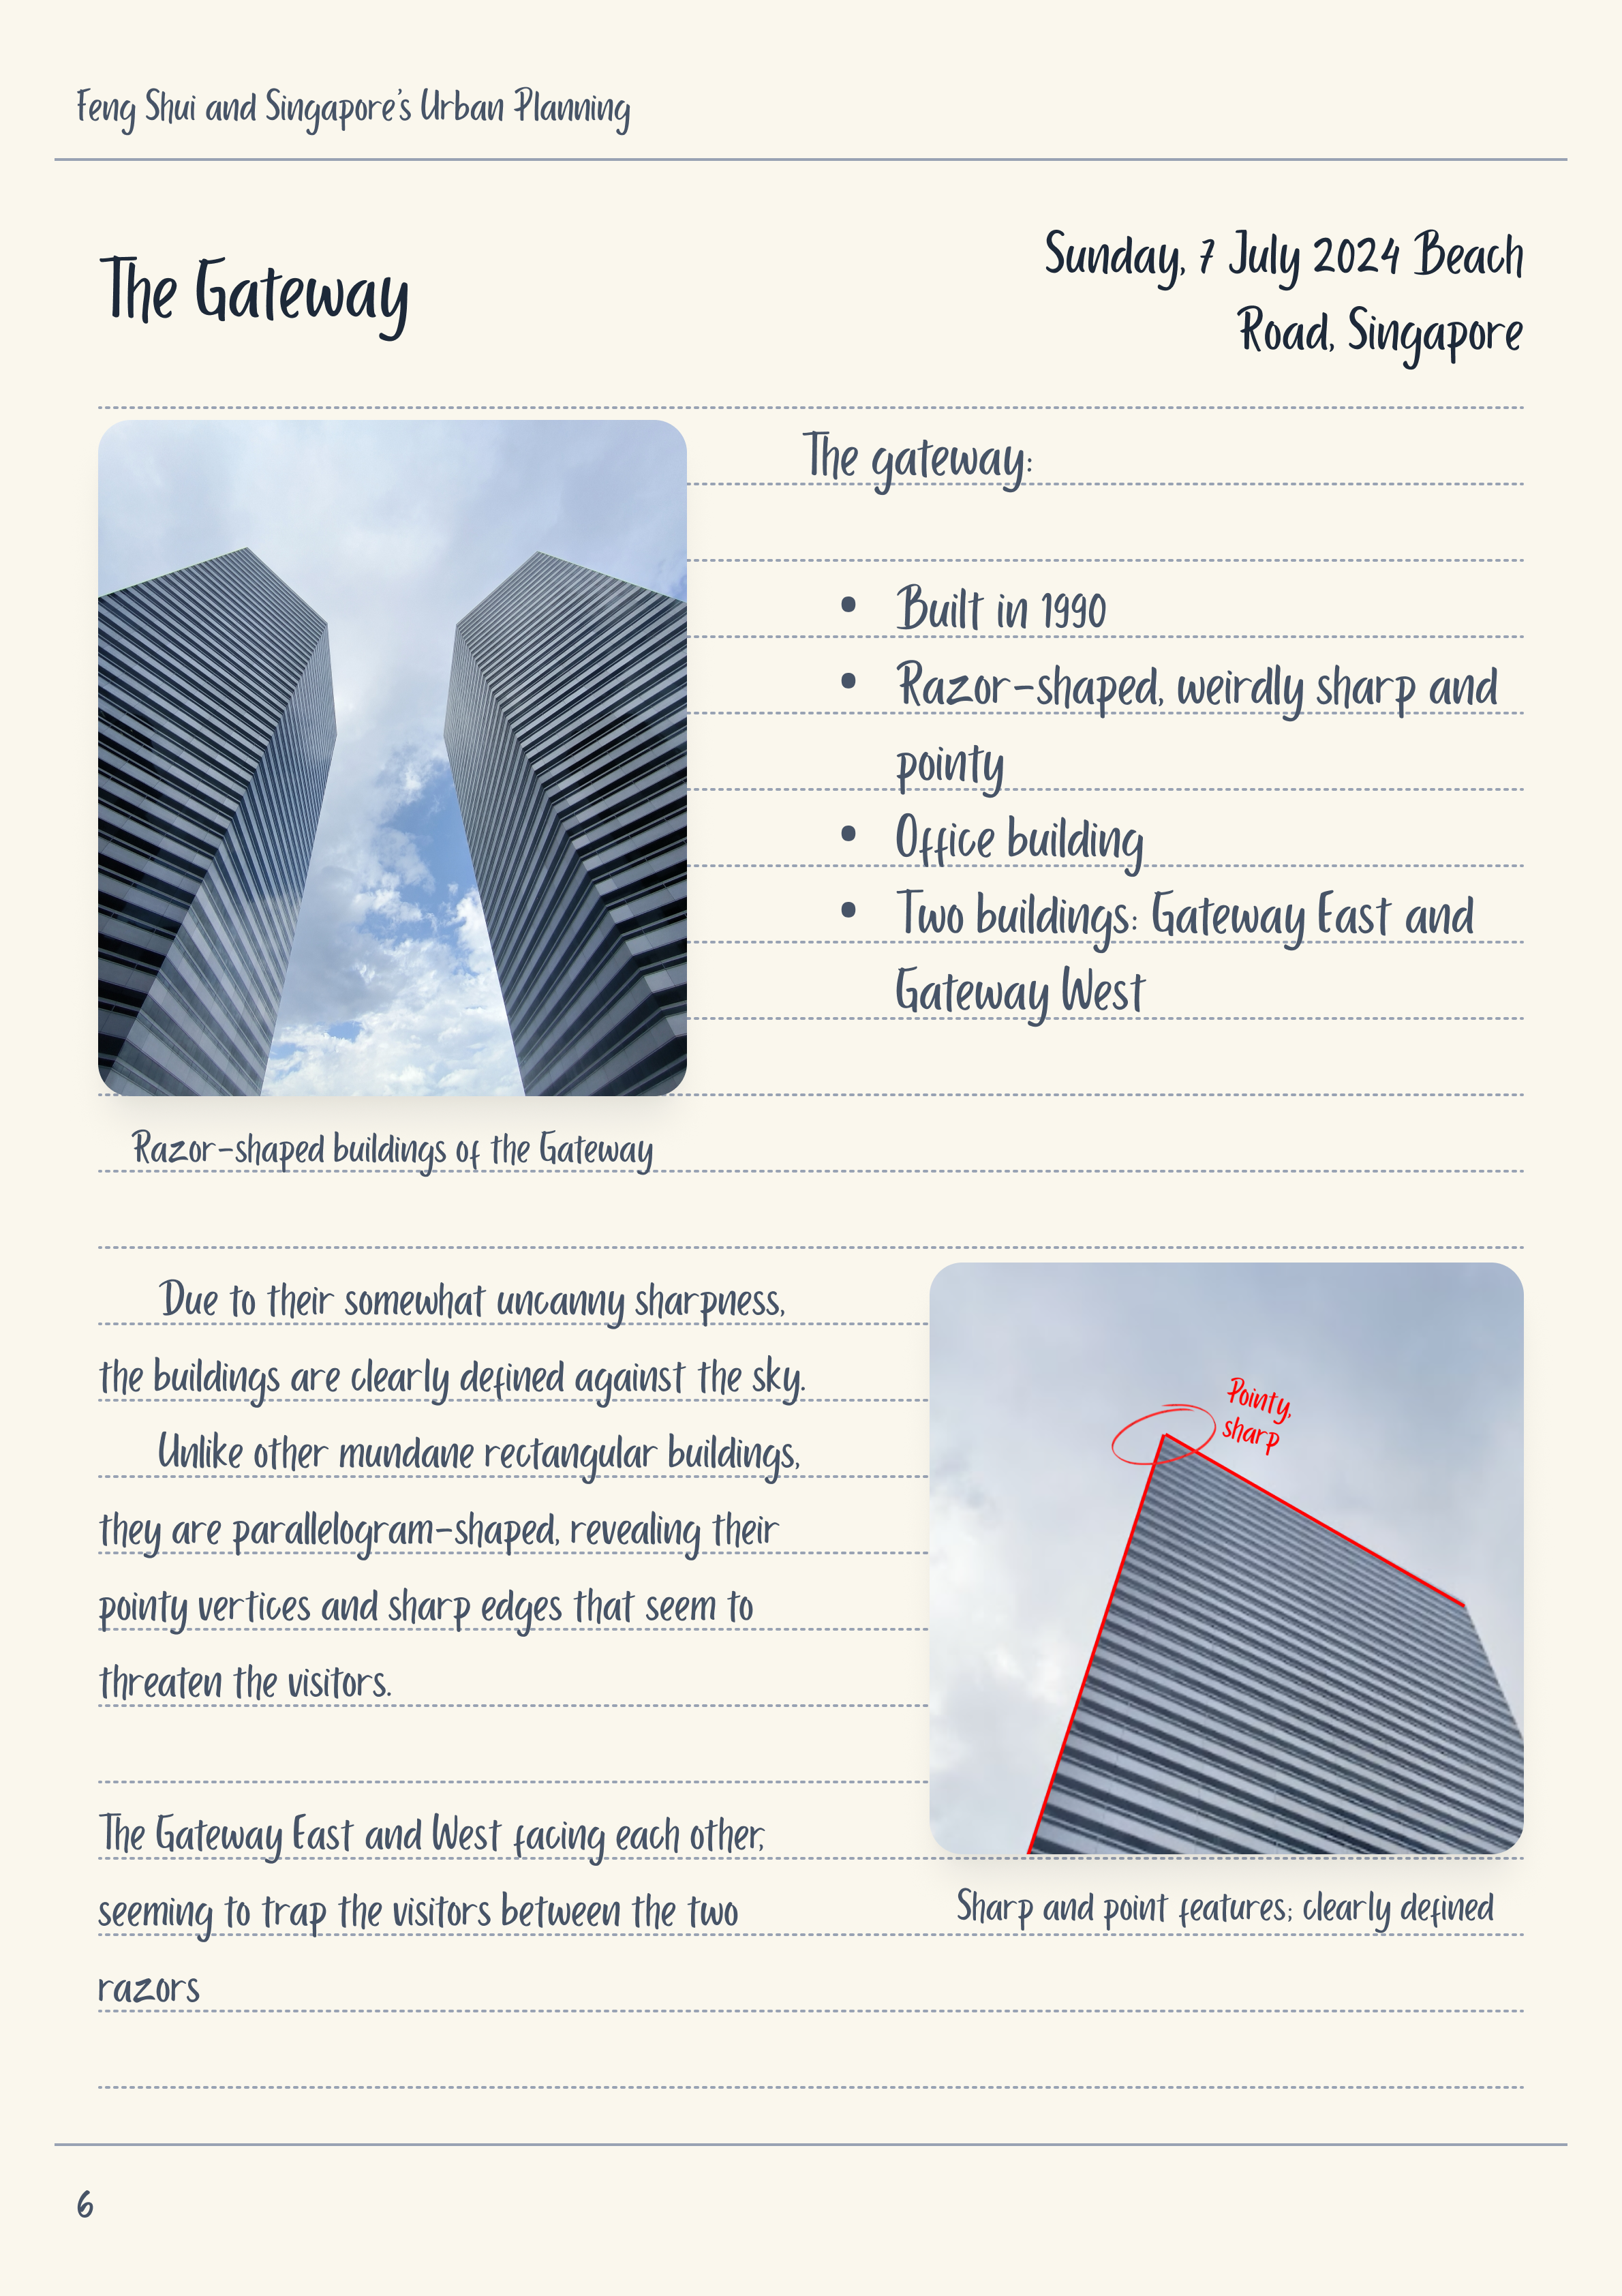 Feng Shui and Singapore's Urban Planning
The Gateway
Sunday, 7 July 2024 Beach
Road, Singapore
The gateway:
• Built in 1990
• Razor-shaped, weirdly sharp and
pointy
• Office building
• Two buildings: Gateway East and
Gateway West
Razor-shaped buildings of the Gateway
Due to their somewhat uncanny sharpness,
the buildings are clearly defined against the sky.
Unlike other mundane rectangular buildings,
they are parallelogram-shaped, revealing their
pointy vertices and sharp edges that seem to
threaten the visitors.
The Gateway East and West facing each other,
seeming to trap the visitors between the two
razors
Pointy,
sharp
Sharp and point features; clearly defined
6